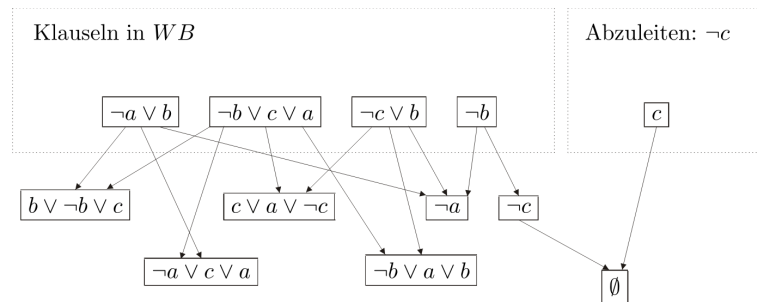 Klauseln in WB
Abzuleiten: ¬c
¬a ∨ b
¬b ∨ c ∨ a
¬c ∨ b
¬b
c
b ∨ ¬b ∨ c
c ∨ a ∨ ¬c
¬a
¬c
¬a ∨ c ∨ a
¬b ∨ a ∨ b
∅